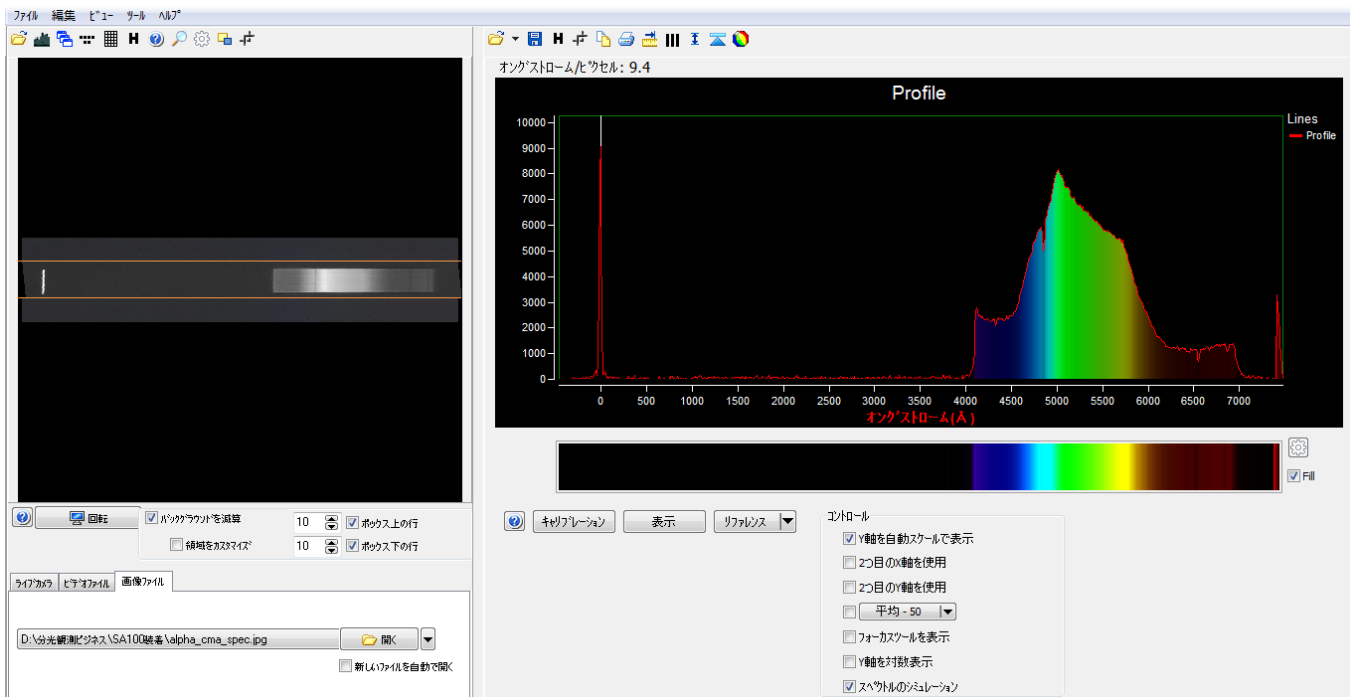 ファイル 編集 ビュー ツール ヘルプ
オングストローム/ピクセル: 9.4
Profile
Lines
Profile
10000
9000
8000
7000
6000
5000
4000
3000
2000
1000
0
0 500 1000 1500 2000 2500 3000 3500 4000 4500 5000 5500 6000 6500 7000
オングストローム(Å)
Fill
回転
バックグラウンドを減算
10
ボックス上の行
領域をカスタマイズ
10
ボックス下の行
ライブカメラ ビデオファイル 画像ファイル
D:\分光観測ビジネス\SA100装着\alpha_cma_spec.jpg
開く
新しいファイルを自動で開く
キャリブレーション
表示
リファレンス
コントロール
Y軸を自動スケールで表示
2つ目のX軸を使用
2つ目のY軸を使用
平均 - 50
フォーカスツールを表示
Y軸を対数表示
スペクトルのシミュレーション